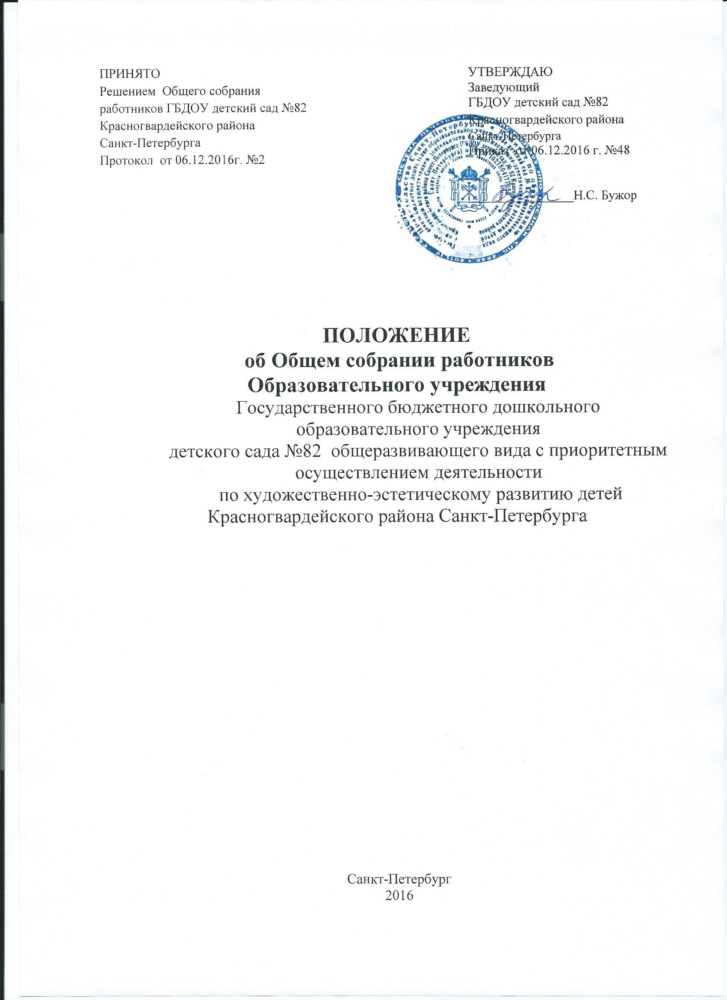 ПРИНЯТО
Решением Общего собрания
работников ГБДОУ детский сад №82
Красногвардейского района
Санкт-Петербурга
Протокол от 06.12.2016г. №2
УТВЕРЖДАЮ
Заведующий
ГБДОУ детский сад №82
Красногвардейского района
Санкт-Петербурга
Приказ от 06.12.2016 г. №48
Н.С. Бужор
ПОЛОЖЕНИЕ
об Общем собрании работников
Образовательного учреждения
Государственного бюджетного дошкольного
образовательного учреждения
детского сада №82 общеразвивающего вида с приоритетным
осуществлением деятельности
по художественно-эстетическому развитию детей
Красногвардейского района Санкт-Петербурга
Санкт-Петербург
2016